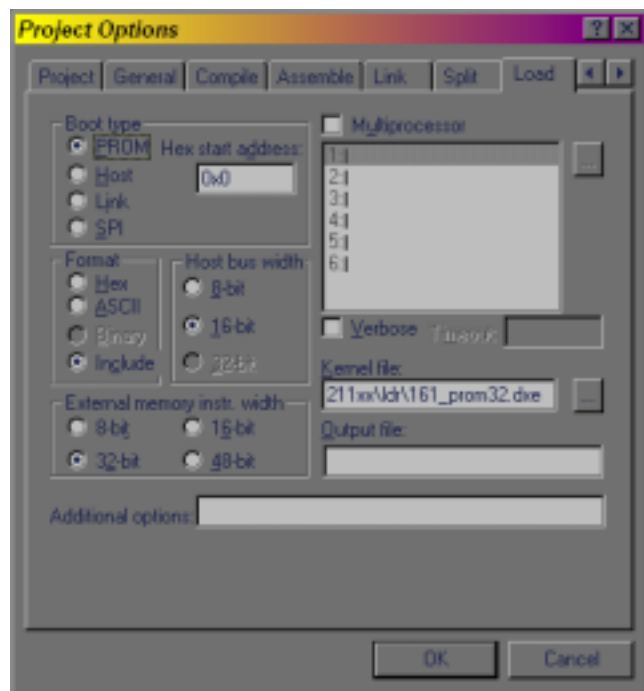 Project Options
Project General Compile Assemble Link Split Load
Boot type
PROM
Host
Link
SPI
Hex start address:
0x0
Format
Hex
ASCII
Binary
Include
Host bus width
8-bit
16-bit
32-bit
External memory instr. width
8-bit 16-bit
32-bit 48-bit
Multiprocessor
1:|
2:|
3:|
4:|
5:|
6:|
...
Verbose Timeout:
Kernel file:
211xx\ldr\161_prom32.dxe ...
Output file:
Additional options:
OK Cancel